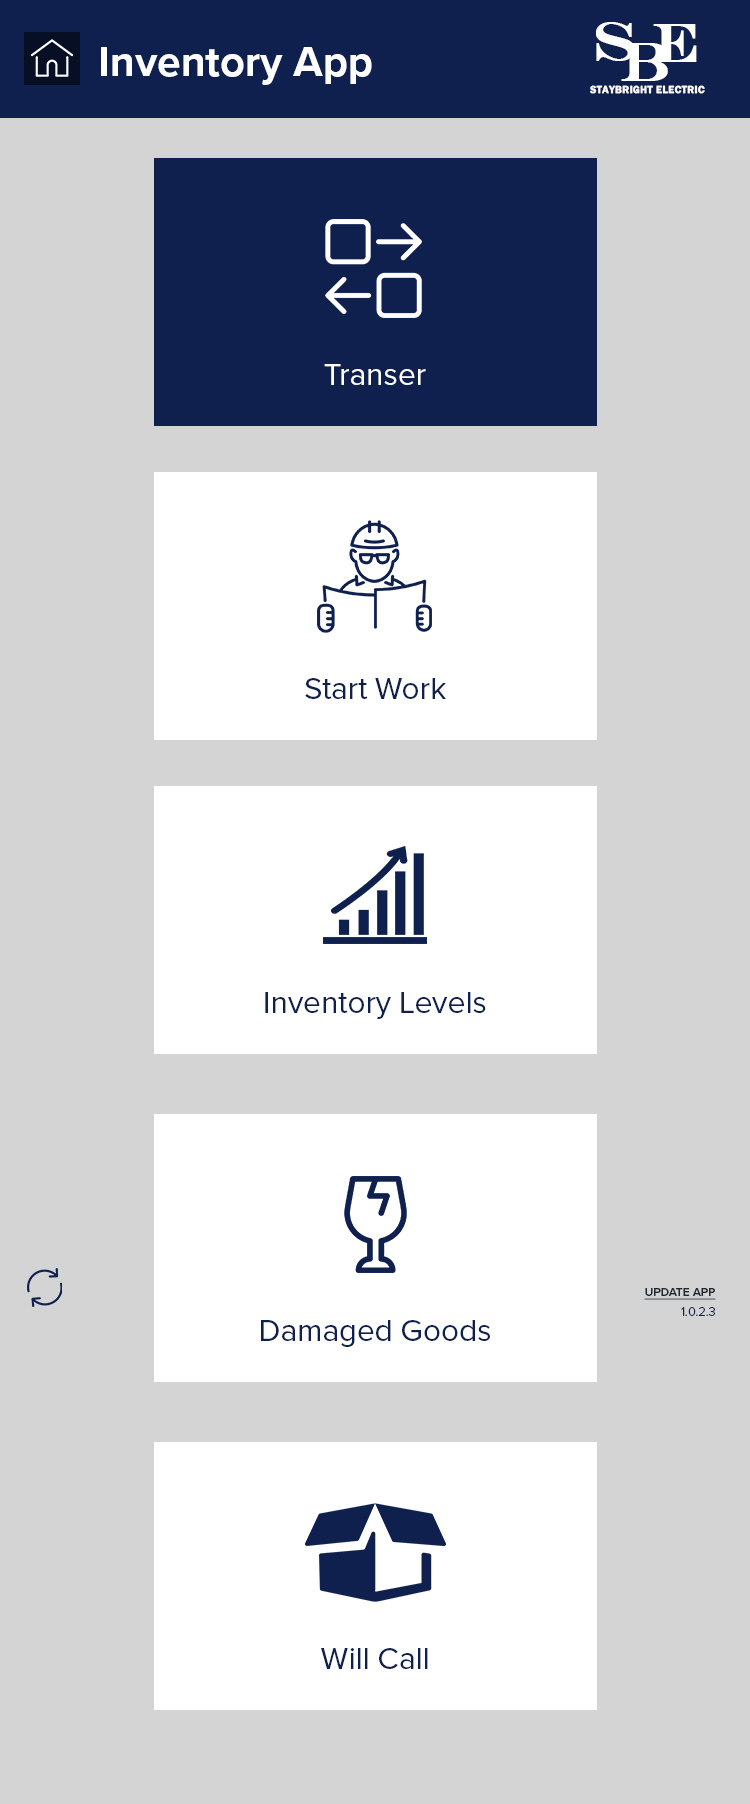 Inventory App
SBE
STAYBRIGHT ELECTRIC
Transer
Start Work
Inventory Levels
Damaged Goods
UPDATE APP
1.0.2.3
Will Call